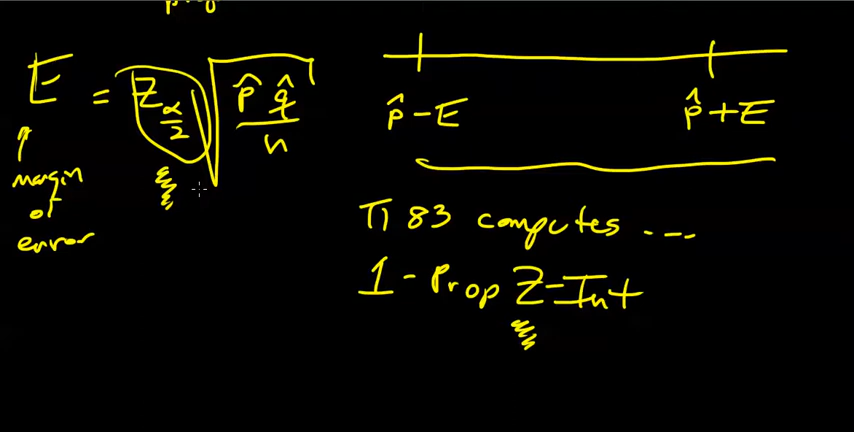 E = Z α/2 √ p̂ q̂ / n
margin
of
error
p̂ - E
p̂ + E
TI 83 computes ...
1 - Prop Z-Int